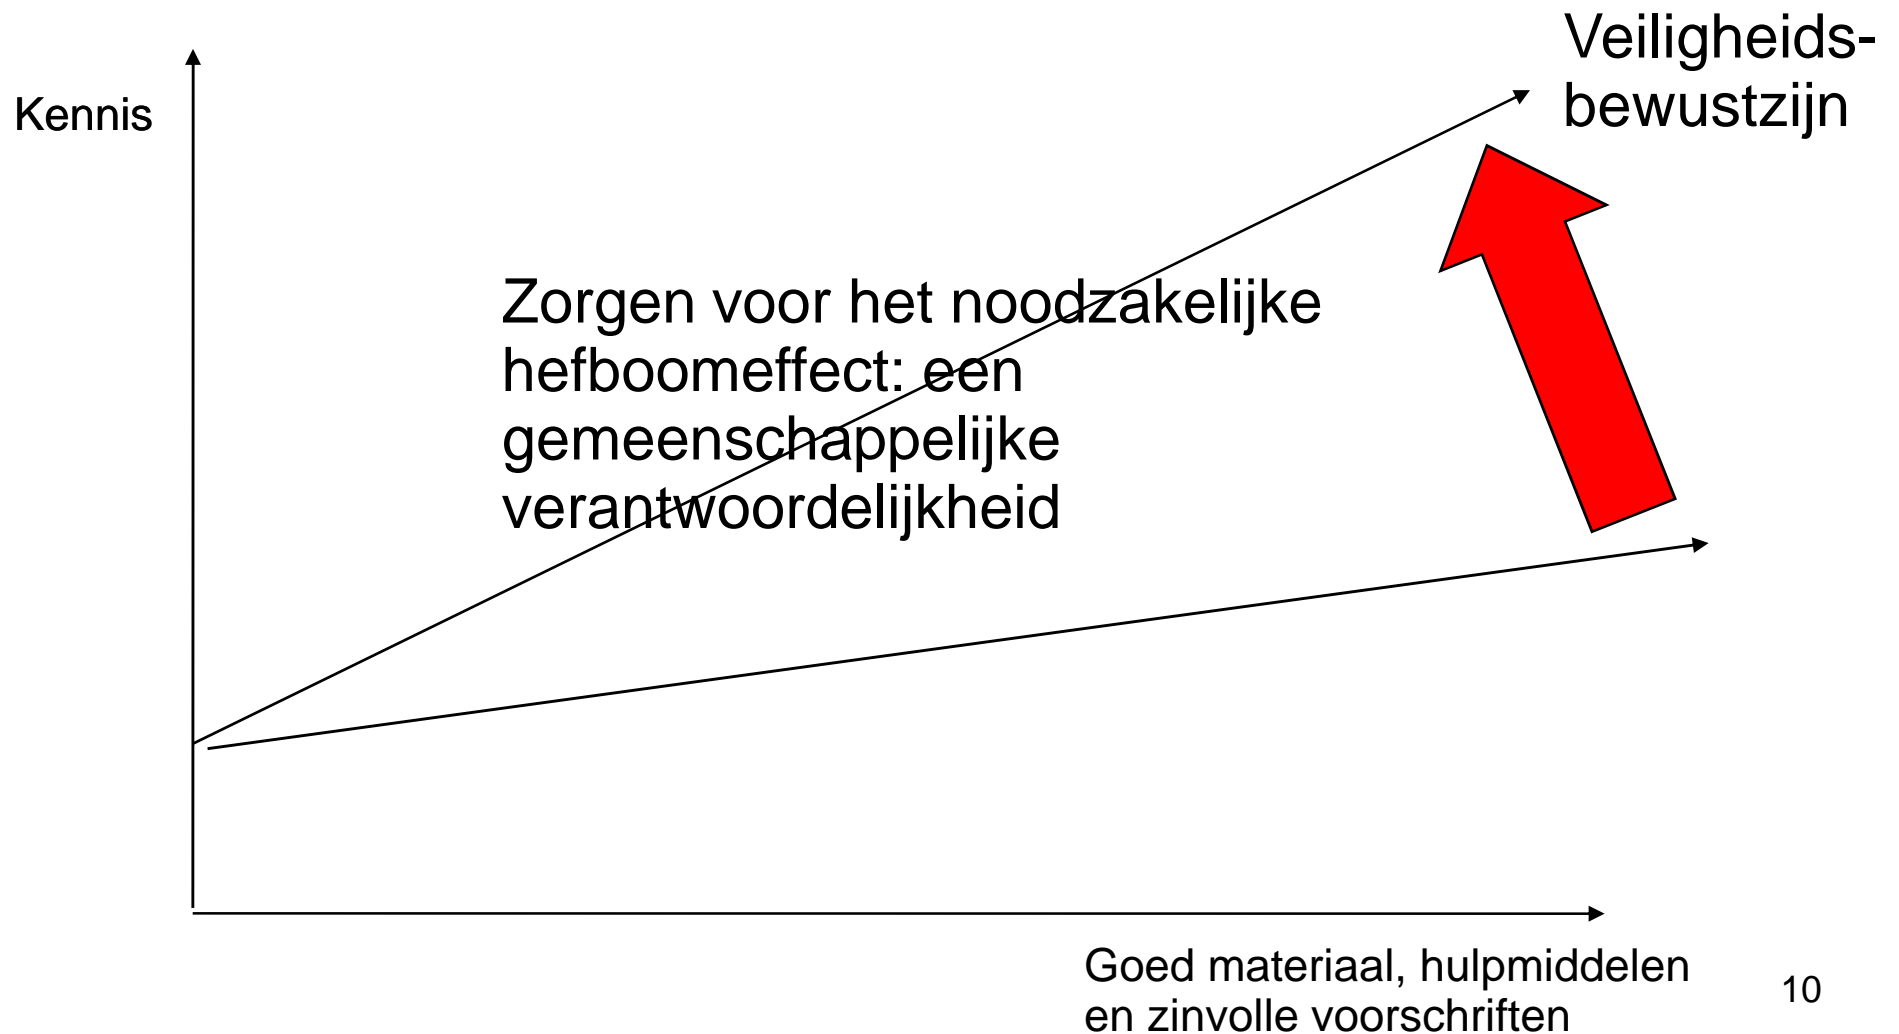 Veiligheids-
bewustzijn
Kennis
Zorgen voor het noodzakelijke
hefboomeffect: een
gemeenschappelijke
verantwoordelijkheid
Goed materiaal, hulpmiddelen
en zinvolle voorschriften
10